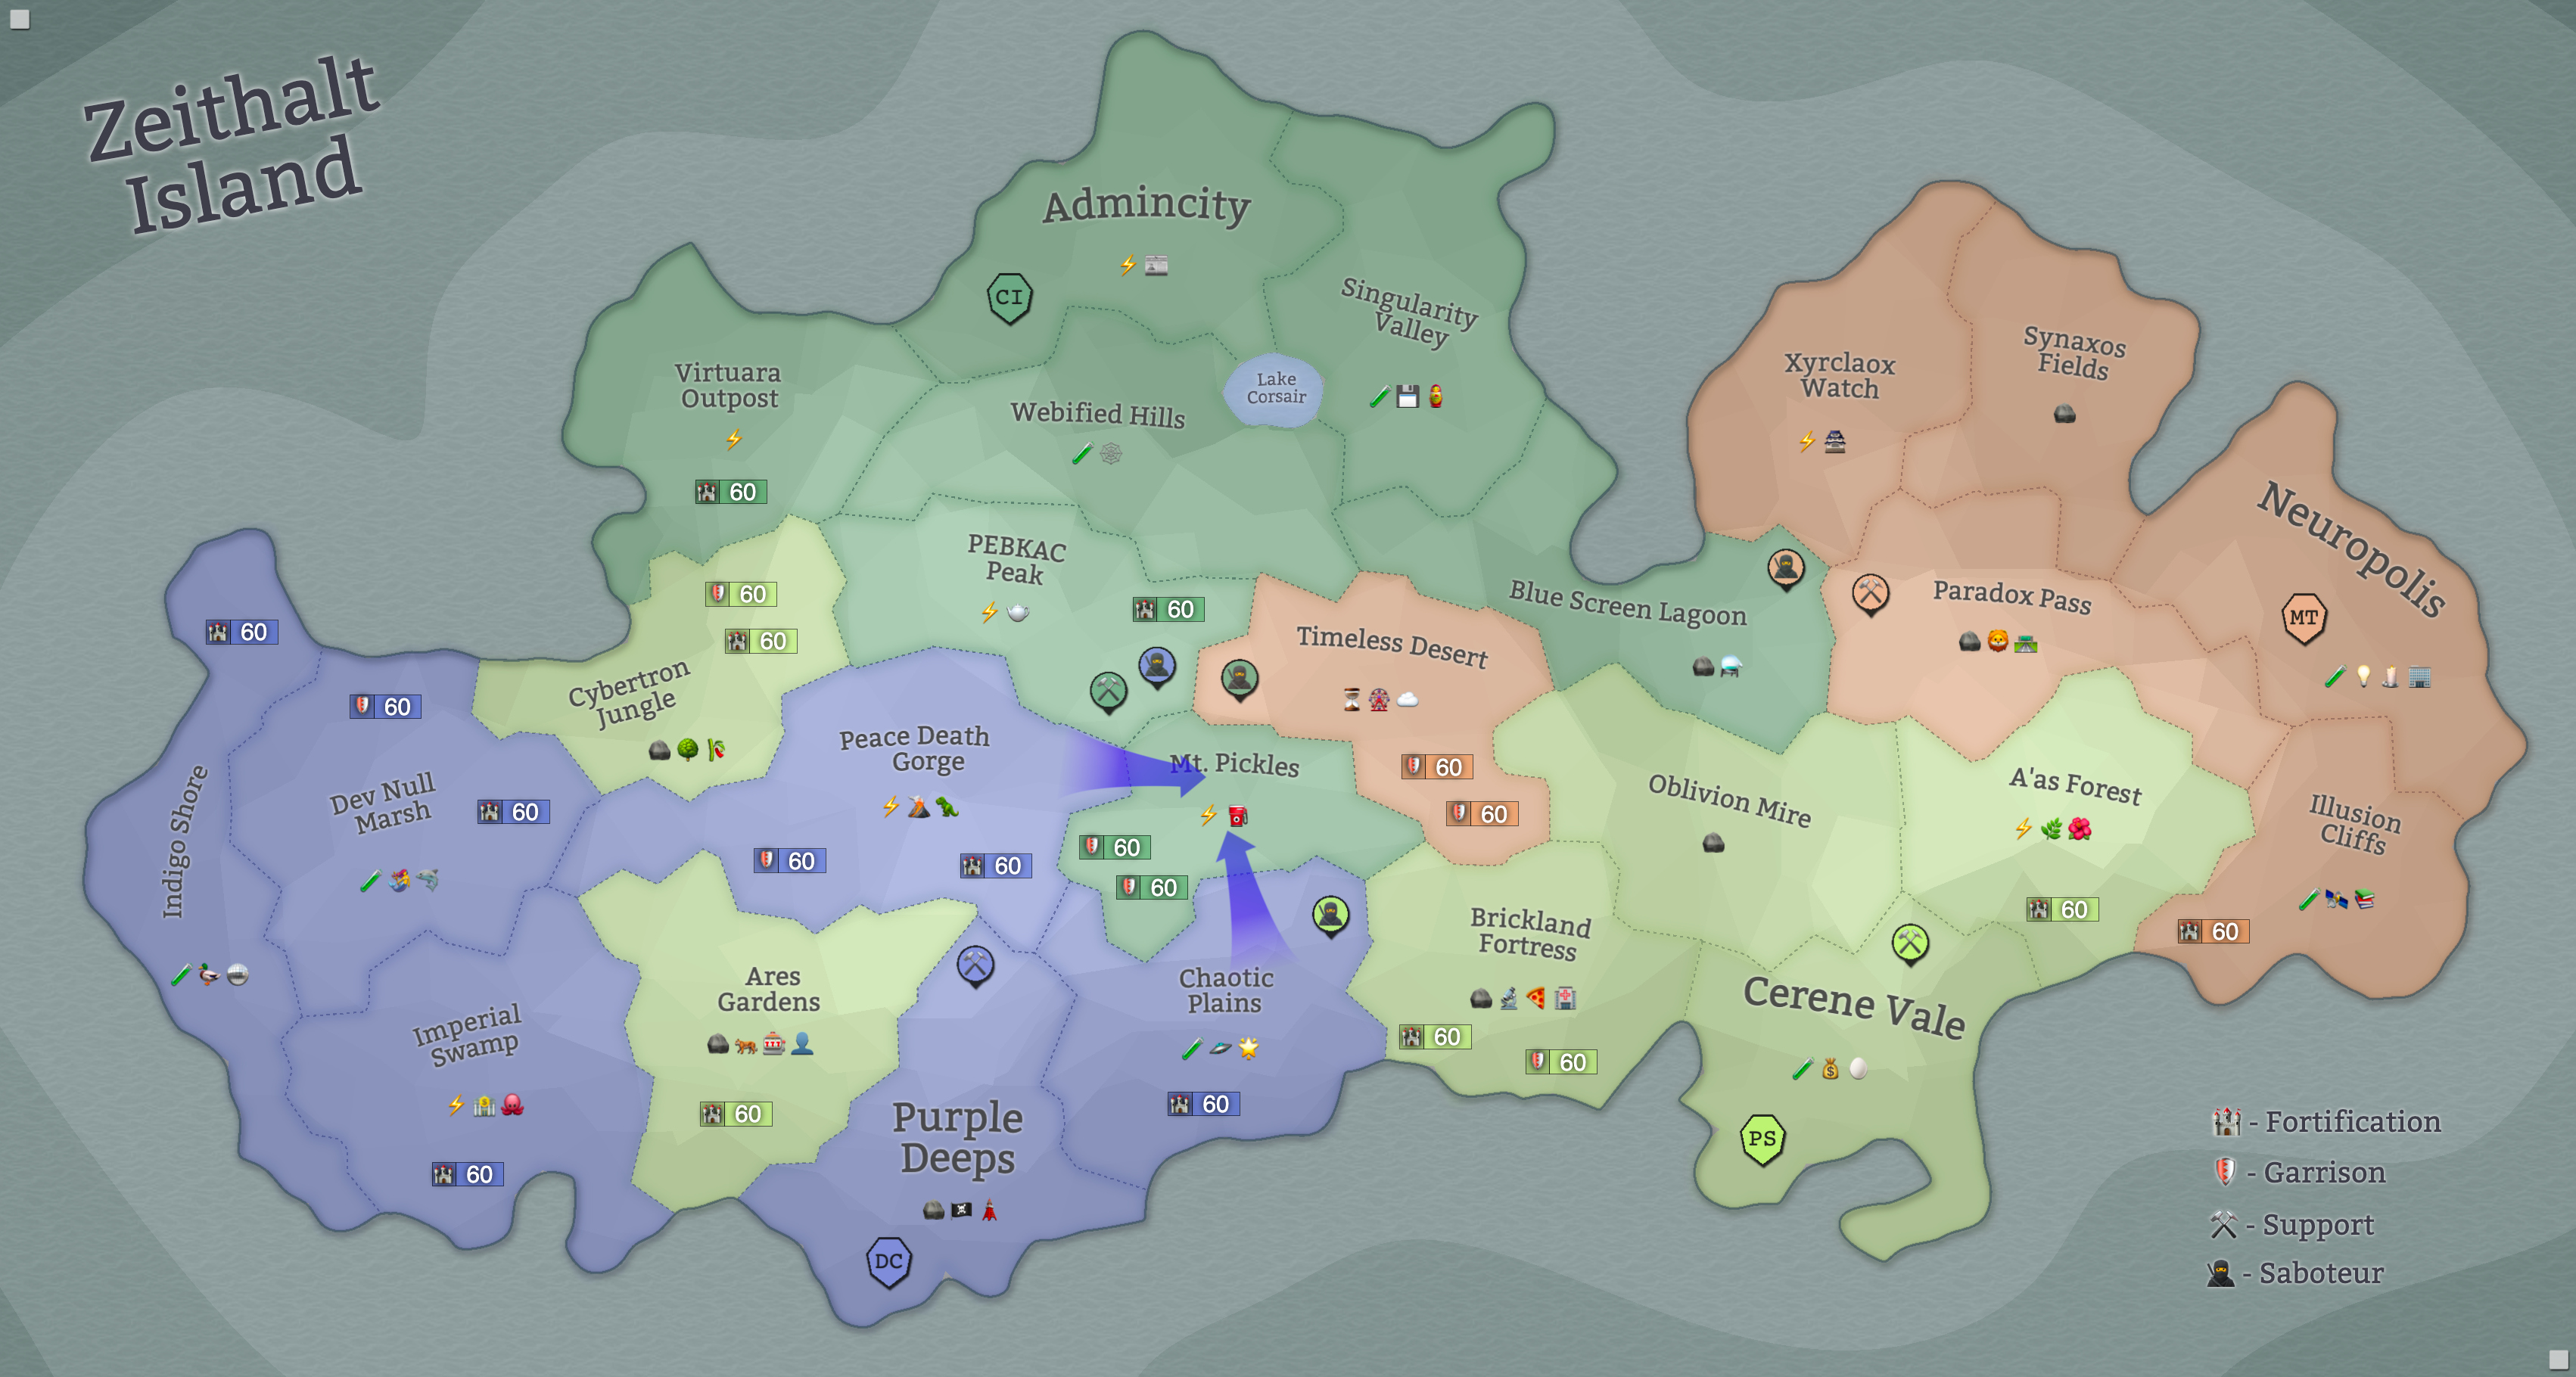 Zeithalt
Island
Admincity
CI
Singularity
Valley
Virtuara
Outpost
60
Webified Hills
Lake
Corsair
Xyrclaox
Watch
Synaxos
Fields
Neuropolis
MT
PEBKAC
Peak
60
60
60
Cybertron
Jungle
60
60
Dev Null
Marsh
60
Indigo Shore
Peace Death
Gorge
60
60
Timeless Desert
60
60
Mt. Pickles
60
60
Blue Screen Lagoon
Paradox Pass
Oblivion Mire
A'as Forest
60
Illusion
Cliffs
60
Brickland
Fortress
60
60
Cerene Vale
PS
Ares
Gardens
60
Imperial
Swamp
60
Chaotic
Plains
60
Purple
Deeps
DC
- Fortification
- Garrison
- Support
- Saboteur